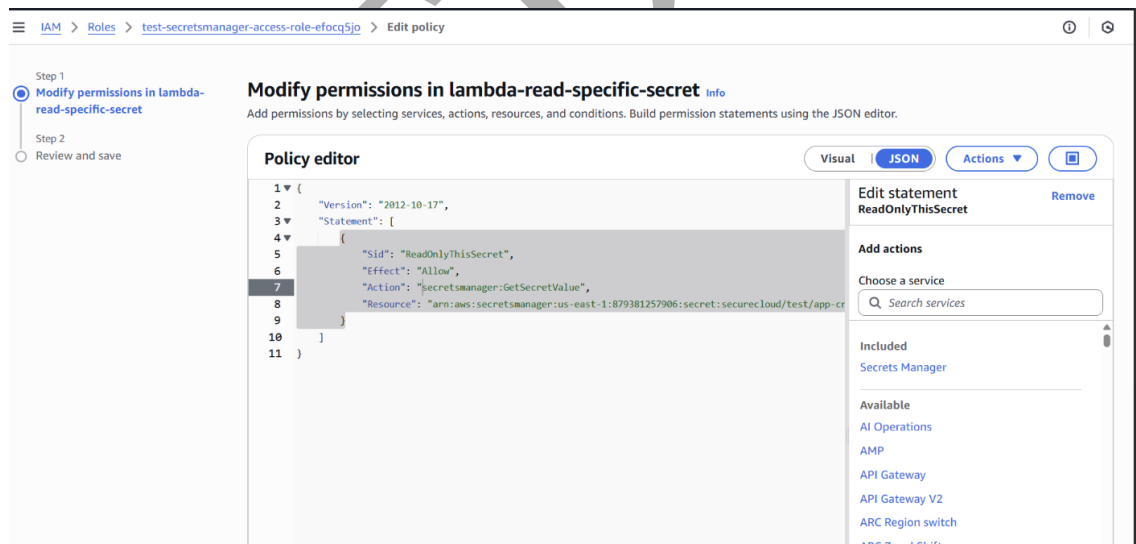 IAM > Roles > test-secretsmanager-access-role-efocq5jo > Edit policy
Step 1
Modify permissions in lambda-
read-specific-secret
Step 2
Review and save
Modify permissions in lambda-read-specific-secret Info
Add permissions by selecting services, actions, resources, and conditions. Build permission statements using the JSON editor.
Policy editor
Visual | JSON Actions ▼
1 ▼ {
2 "Version": "2012-10-17",
3 ▼ "Statement": [
4 ▼ {
5 "Sid": "ReadOnlyThisSecret",
6 "Effect": "Allow",
7 "Action": "secretsmanager:GetSecretValue",
8 "Resource": "arn:aws:secretsmanager:us-east-1:879381257906:secret:securecloud/test/app-cr
9 }
10 ]
11 }
Edit statement Remove
ReadOnlyThisSecret
Add actions
Choose a service
Search services
Included
Secrets Manager
Available
AI Operations
AMP
API Gateway
API Gateway V2
ARC Region switch